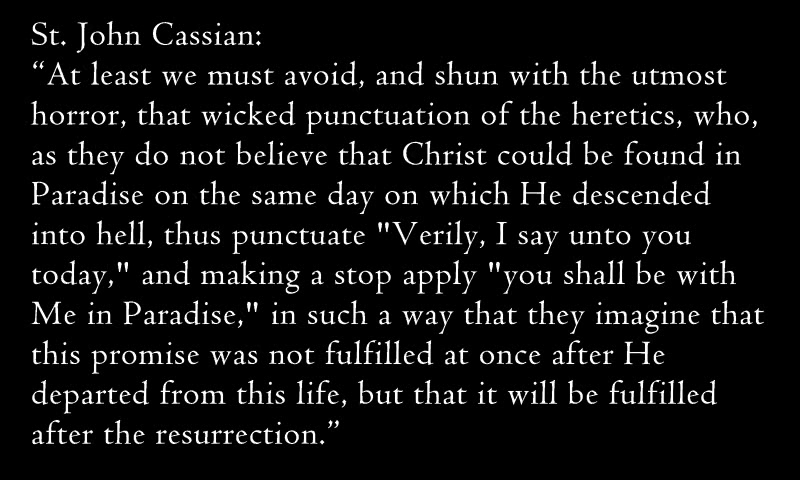 St. John Cassian:
“At least we must avoid, and shun with the utmost
horror, that wicked punctuation of the heretics, who,
as they do not believe that Christ could be found in
Paradise on the same day on which He descended
into hell, thus punctuate "Verily, I say unto you
today," and making a stop apply "you shall be with
Me in Paradise," in such a way that they imagine that
this promise was not fulfilled at once after He
departed from this life, but that it will be fulfilled
after the resurrection.”